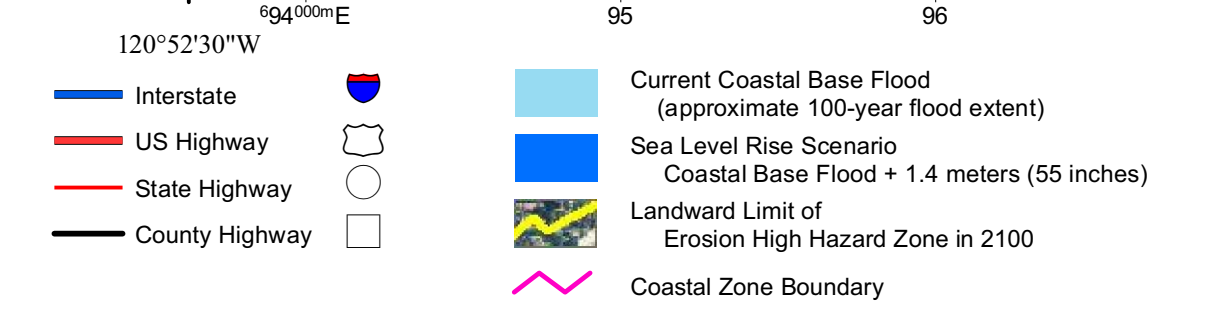 694000mE 95 96
120°52'30"W
Interstate
US Highway
State Highway
County Highway
Current Coastal Base Flood
(approximate 100-year flood extent)
Sea Level Rise Scenario
Coastal Base Flood + 1.4 meters (55 inches)
Landward Limit of
Erosion High Hazard Zone in 2100
Coastal Zone Boundary